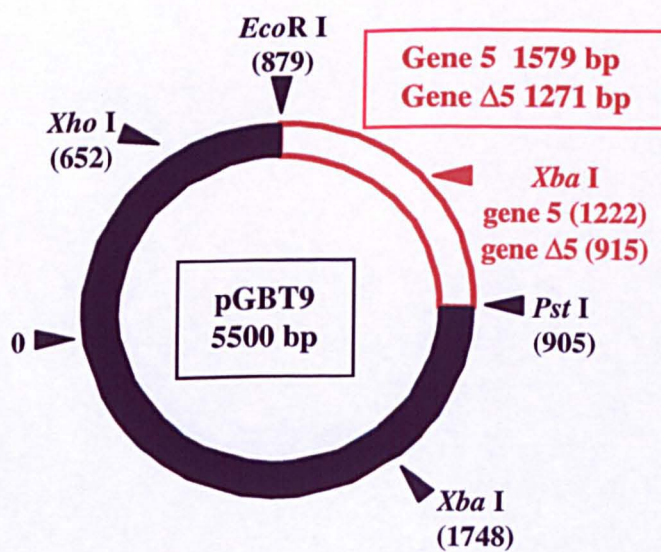 EcoR I
(879)
Gene 5 1579 bp
Gene Δ5 1271 bp
Xho I
(652)
Xba I
gene 5 (1222)
gene Δ5 (915)
pGBT9
5500 bp
Pst I
(905)
0
Xba I
(1748)